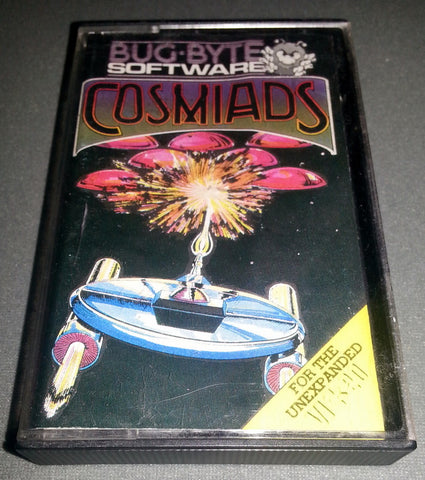 BUG-BYTE
SOFTWARE
COSMIADS
FOR THE
UNEXPANDED